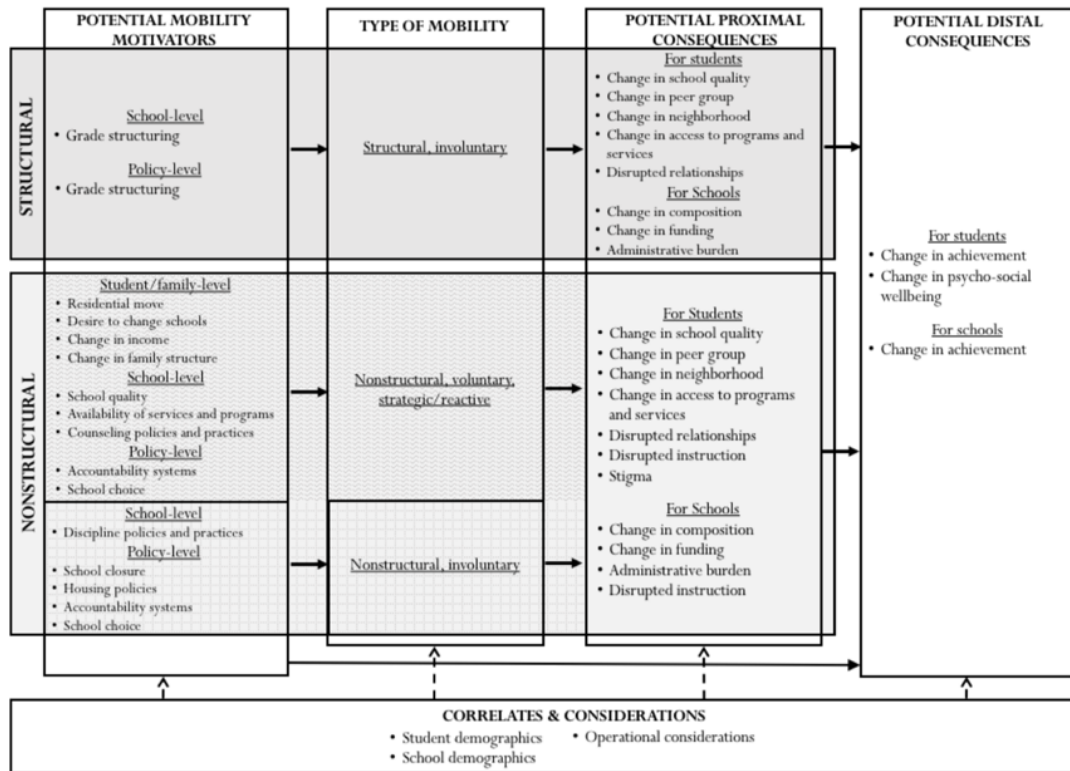 POTENTIAL MOBILITY
MOTIVATORS
TYPE OF MOBILITY
POTENTIAL PROXIMAL
CONSEQUENCES
POTENTIAL DISTAL
CONSEQUENCES
STRUCTURAL
School-level
• Grade structuring
Policy-level
• Grade structuring
Structural, involuntary
For students
• Change in school quality
• Change in peer group
• Change in neighborhood
• Change in access to programs and
services
• Disrupted relationships
For Schools
• Change in composition
• Change in funding
• Administrative burden
NONSTRUCTURAL
Student/family-level
• Residential move
• Desire to change schools
• Change in income
• Change in family structure
School-level
• School quality
• Availability of services and programs
• Counseling policies and practices
Policy-level
• Accountability systems
• School choice
Nonstructural, voluntary,
strategic/reactive
School-level
• Discipline policies and practices
Policy-level
• School closure
• Housing policies
• Accountability systems
• School choice
Nonstructural, involuntary
For Students
• Change in school quality
• Change in peer group
• Change in neighborhood
• Change in access to programs
and services
• Disrupted relationships
• Disrupted instruction
• Stigma
For Schools
• Change in composition
• Change in funding
• Administrative burden
• Disrupted instruction
For students
• Change in achievement
• Change in psycho-social
wellbeing
For schools
• Change in achievement
CORRELATES & CONSIDERATIONS
• Student demographics
• School demographics
• Operational considerations